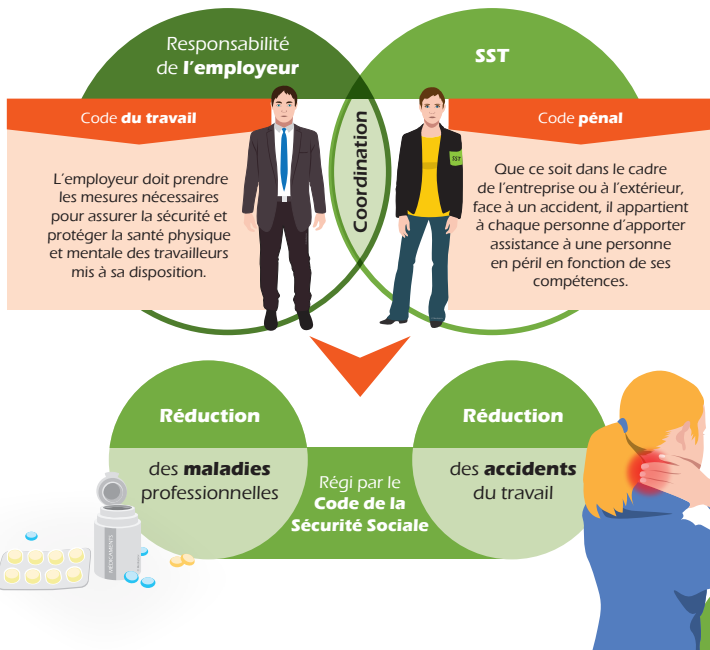 Responsabilité
de l'employeur
SST
Code du travail
Code pénal
L'employeur doit prendre
les mesures nécessaires
pour assurer la sécurité et
protéger la santé physique
et mentale des travailleurs
mis à sa disposition.
Coordination
SST
Que ce soit dans le cadre
de l'entreprise ou à l'extérieur,
face à un accident, il appartient
à chaque personne d'apporter
assistance à une personne
en péril en fonction de ses
compétences.
Réduction
des maladies
professionnelles
Régi par le
Code de la
Sécurité Sociale
Réduction
des accidents
du travail
MEDICAMENTS